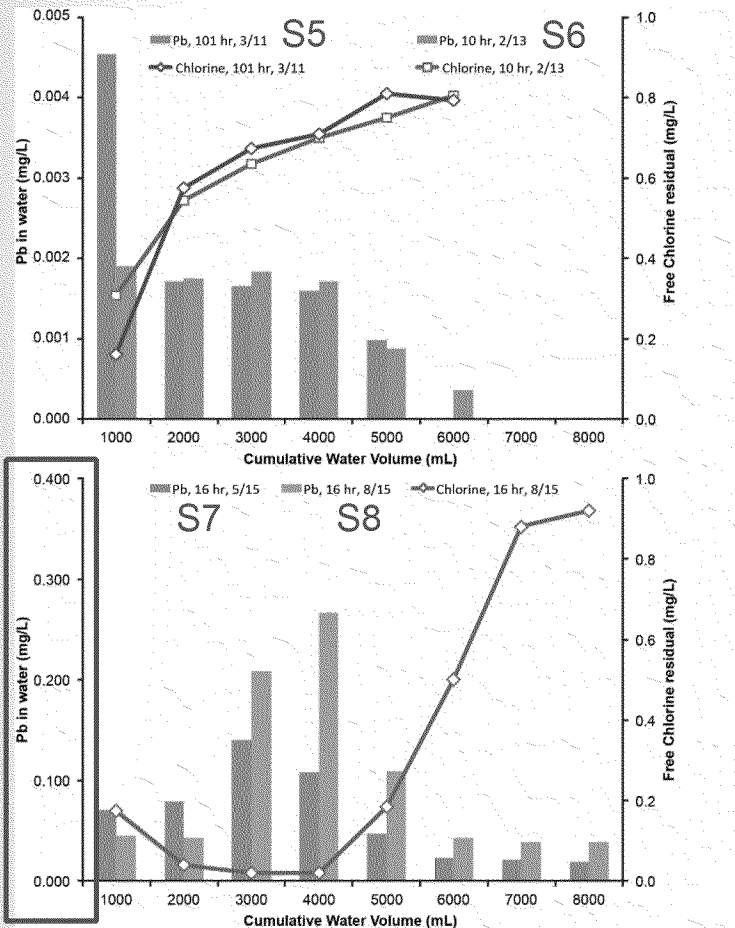 0.005
1.0
Pb, 101 hr, 3/11
S5
Pb, 10 hr, 2/13
S6
Chlorine, 101 hr, 3/11
Chlorine, 10 hr, 2/13
0.004
0.8
0.003
0.6
0.002
0.4
0.001
0.2
0.000
0.0
Pb in water (mg/L)
Free Chlorine residual (mg/L)
1000 2000 3000 4000 5000 6000 7000 8000
Cumulative Water Volume (mL)
0.400
1.0
Pb, 16 hr, 5/15
Pb, 16 hr, 8/15
Chlorine, 16 hr, 8/15
S7
S8
0.8
0.300
0.6
0.200
0.4
0.100
0.2
0.000
0.0
Pb in water (mg/L)
Free Chlorine residual (mg/L)
1000 2000 3000 4000 5000 6000 7000 8000
Cumulative Water Volume (mL)